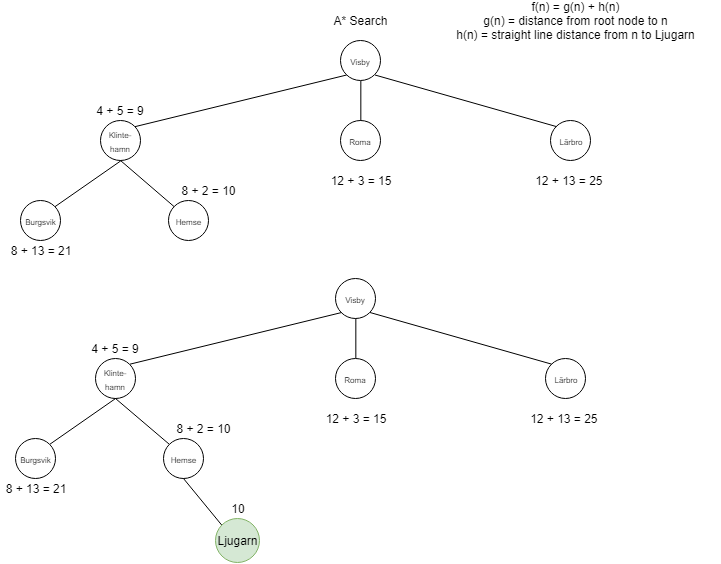 A* Search
f(n) = g(n) + h(n)
g(n) = distance from root node to n
h(n) = straight line distance from n to Ljugarn
Visby
4 + 5 = 9
Klinte-
hamn
Roma
Lärbro
12 + 3 = 15
12 + 13 = 25
8 + 2 = 10
Burgsvik
Hemse
8 + 13 = 21
Visby
4 + 5 = 9
Klinte-
hamn
Roma
Lärbro
12 + 3 = 15
12 + 13 = 25
8 + 2 = 10
Burgsvik
Hemse
8 + 13 = 21
10
Ljugarn